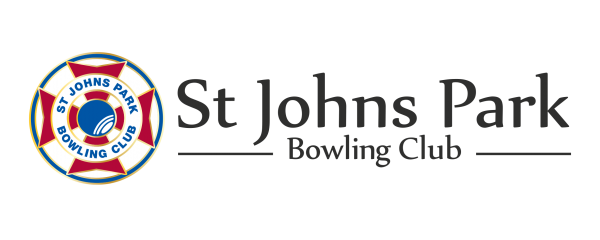 ST JOHNS PARK
BOWLING CLUB
St Johns Park
Bowling Club